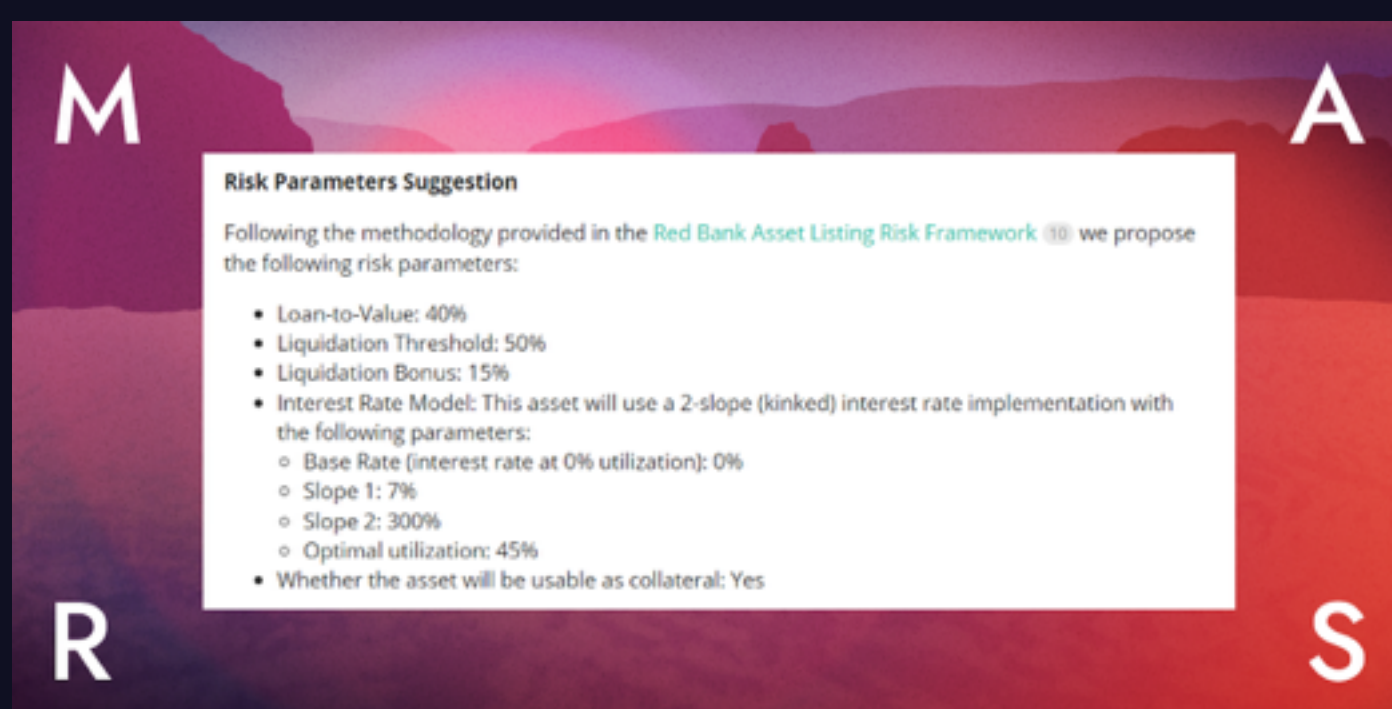 M A
Risk Parameters Suggestion
Following the methodology provided in the Red Bank Asset Listing Risk Framework 10 we propose
the following risk parameters:
• Loan-to-Value: 40%
• Liquidation Threshold: 50%
• Liquidation Bonus: 15%
• Interest Rate Model: This asset will use a 2-slope (kinked) interest rate implementation with
the following parameters:
◦ Base Rate (interest rate at 0% utilization): 0%
◦ Slope 1: 7%
◦ Slope 2: 300%
◦ Optimal utilization: 45%
• Whether the asset will be usable as collateral: Yes
R S